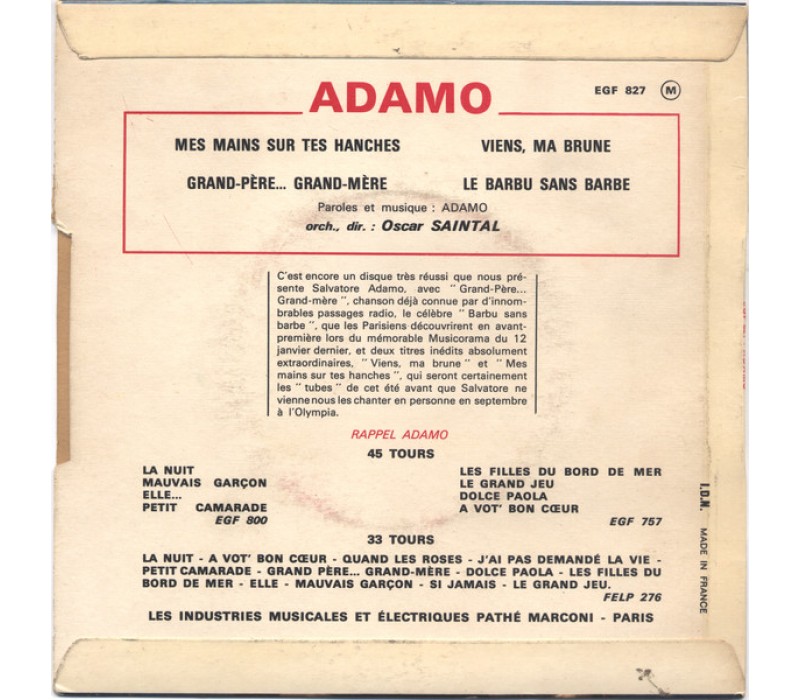 ADAMO
EGF 827 M
MES MAINS SUR TES HANCHES VIENS, MA BRUNE
GRAND-PÈRE... GRAND-MÈRE LE BARBU SANS BARBE
Paroles et musique : ADAMO
orch., dir. : Oscar SAINTAL
C'est encore un disque très réussi que nous pré-
sente Salvatore Adamo, avec " Grand-Père...
Grand-mère ", chanson déjà connue par d'innom-
brables passages radio, le célèbre " Barbu sans
barbe ", que les Parisiens découvrirent en avant-
première lors du mémorable Musicorama du 12
janvier dernier, et deux titres inédits absolument
extraordinaires, " Viens, ma brune " et " Mes
mains sur tes hanches ", qui seront certainement
les " tubes " de cet été avant que Salvatore ne
vienne nous les chanter en personne en septembre
à l'Olympia.
RAPPEL ADAMO
45 TOURS
LA NUIT
MAUVAIS GARÇON
ELLE...
PETIT CAMARADE
EGF 800
LES FILLES DU BORD DE MER
LE GRAND JEU
DOLCE PAOLA
A VOT' BON CŒUR
EGF 757
33 TOURS
LA NUIT - A VOT' BON CŒUR - QUAND LES ROSES - J'AI PAS DEMANDÉ LA VIE -
PETIT CAMARADE - GRAND PÈRE... GRAND-MÈRE - DOLCE PAOLA - LES FILLES DU
BORD DE MER - ELLE - MAUVAIS GARÇON - SI JAMAIS - LE GRAND JEU.
FELP 276
LES INDUSTRIES MUSICALES ET ÉLECTRIQUES PATHÉ MARCONI - PARIS
I.D.N. MADE IN FRANCE